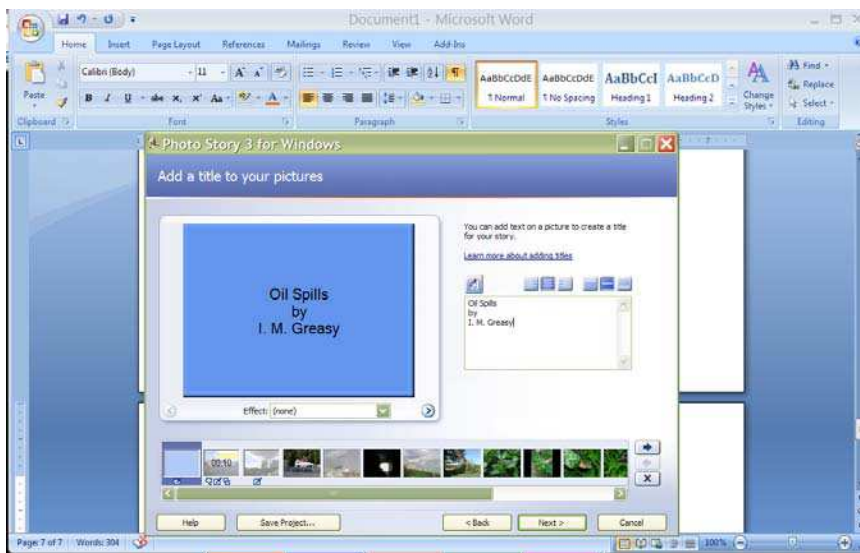 Document1 - Microsoft Word
Home Insert Page Layout References Mailings Review View Add-Ins
Paste
Calibri (Body) 11
B I U abc X, X² Aa
AaBbCcDdE AaBbCcDdE AaBbCcI AaBbCcD
¶ Normal ¶ No Spacing Heading 1 Heading 2
Change Styles
Find
Replace
Select
Clipboard Font Paragraph Styles Editing
Photo Story 3 for Windows
Add a title to your pictures
You can add text on a picture to create a title
for your story.
Learn more about adding titles
Oil Spills
by
I. M. Greasy
Oil Spills
by
I. M. Greasy
Effect: (none)
00:10
Help Save Project... < Back Next > Cancel
Page: 7 of 7 Words: 304 100%